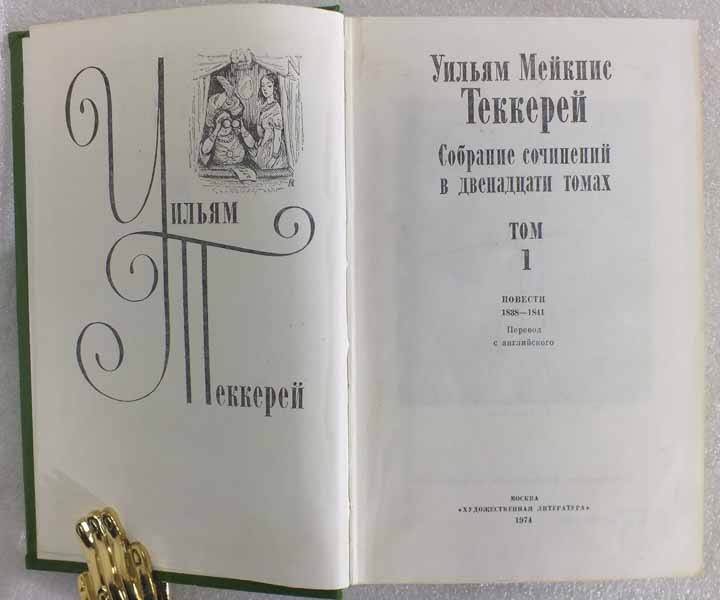 Уильям
Теккерей
Уильям Мейкпис
Теккерей
Собрание сочинений
в двенадцати томах
ТОМ
1
ПОВЕСТИ
1838—1841
Перевод
с английского
МОСКВА
«ХУДОЖЕСТВЕННАЯ ЛИТЕРАТУРА»
1974